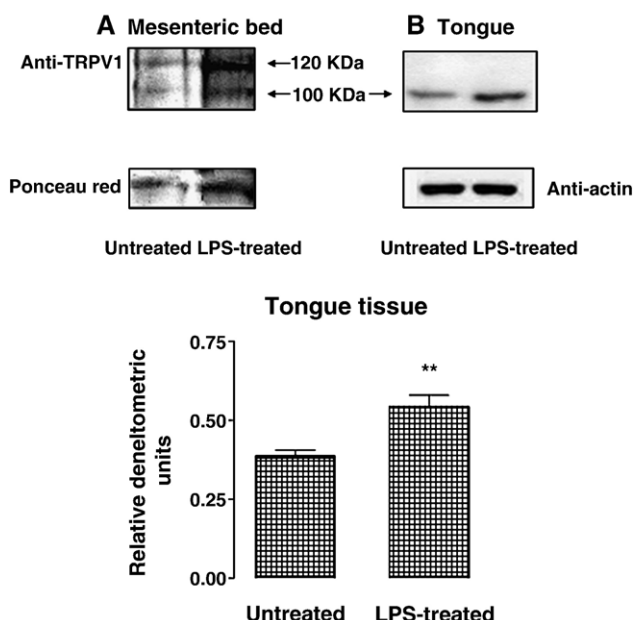 A Mesenteric bed
B Tongue
Anti-TRPV1
←120 KDa
←100 KDa→
Ponceau red
Anti-actin
Untreated LPS-treated
Untreated LPS-treated
Tongue tissue
Relative deneltometric
units
0.75
0.50
0.25
0.00
**
Untreated
LPS-treated